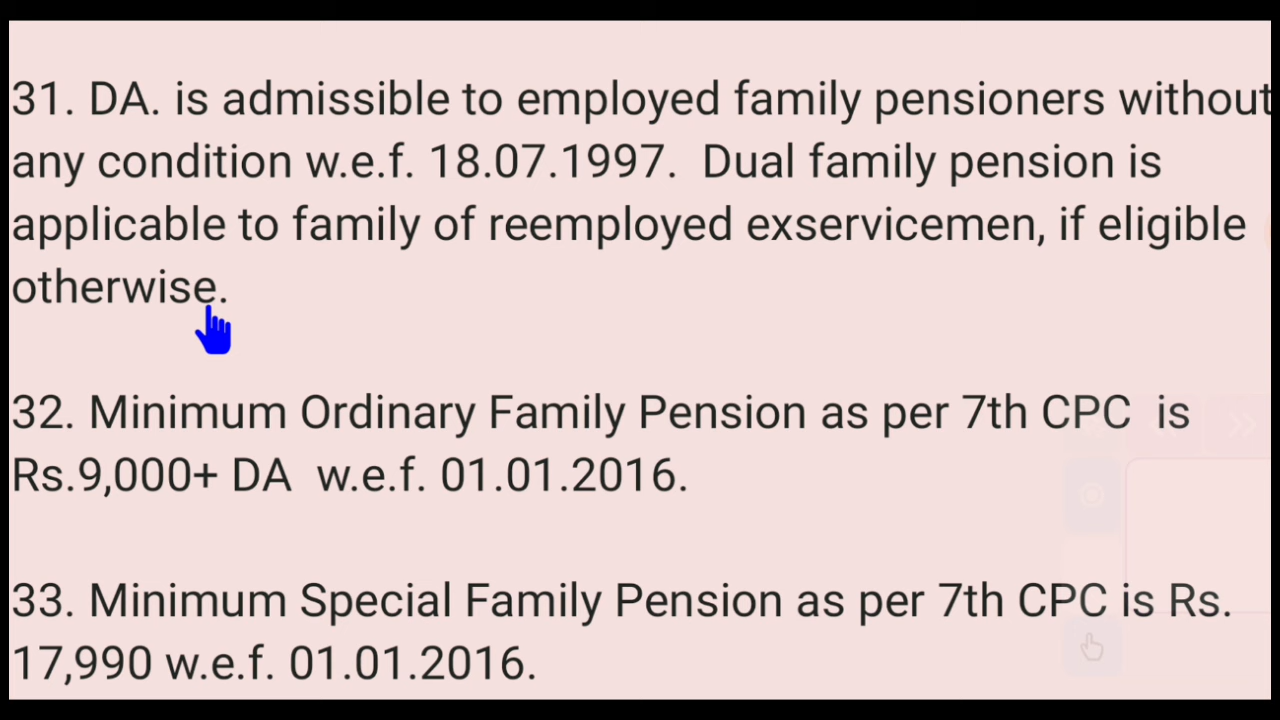 31. DA. is admissible to employed family pensioners without
any condition w.e.f. 18.07.1997.  Dual family pension is
applicable to family of reemployed exservicemen, if eligible
otherwise.
32. Minimum Ordinary Family Pension as per 7th CPC  is
Rs.9,000+ DA  w.e.f. 01.01.2016.
33. Minimum Special Family Pension as per 7th CPC is Rs.
17,990 w.e.f. 01.01.2016.